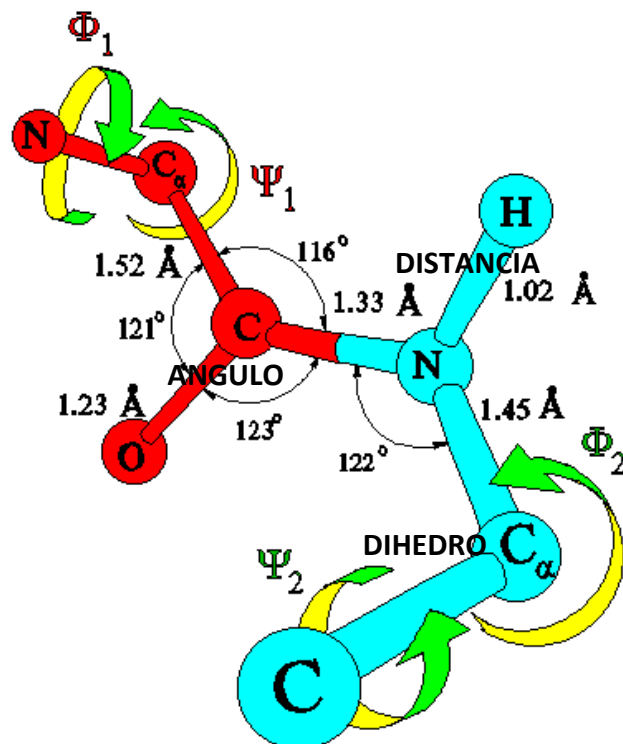 Φ1
N
Cα
Ψ1
H
116°
DISTANCIA
1.52 Å
1.33 Å
1.02 Å
121°
C
N
ANGULO
1.23 Å
123°
1.45 Å
O
122°
Φ2
DIHEDRO
Cα
Ψ2
C